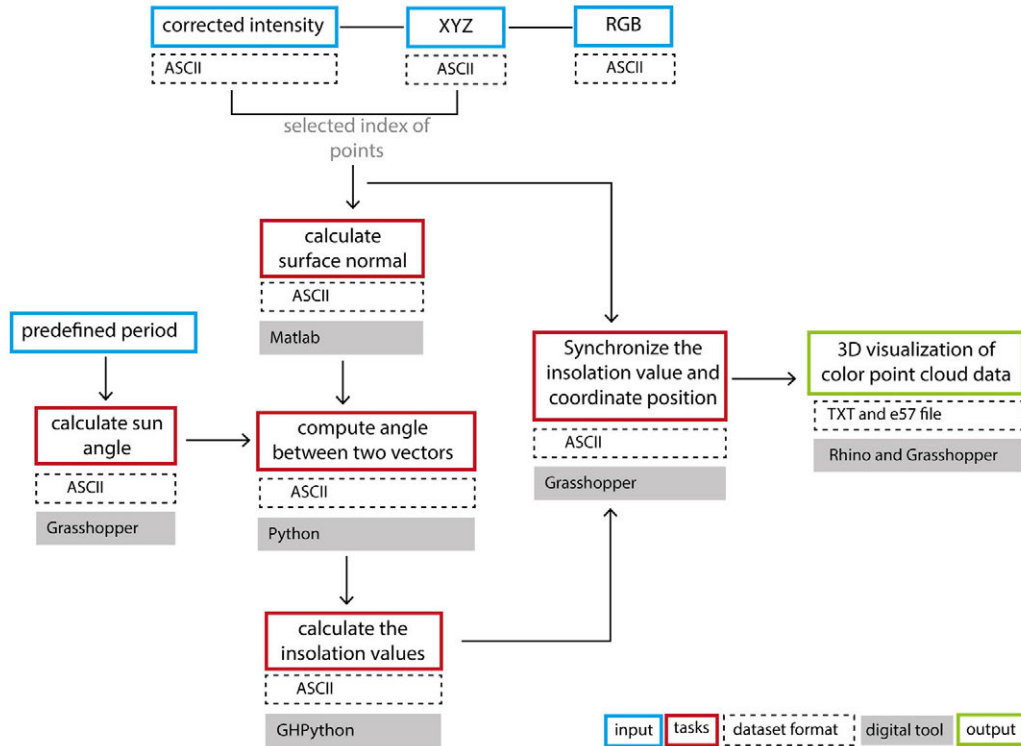 corrected intensity
XYZ
RGB
ASCII
ASCII
ASCII
selected index of
points
calculate
surface normal
ASCII
Matlab
predefined period
calculate sun
angle
ASCII
Grasshopper
compute angle
between two vectors
ASCII
Python
calculate the
insolation values
ASCII
GHPython
Synchronize the
insolation value and
coordinate position
ASCII
Grasshopper
3D visualization of
color point cloud data
TXT and e57 file
Rhino and Grasshopper
input
tasks
dataset format
digital tool
output